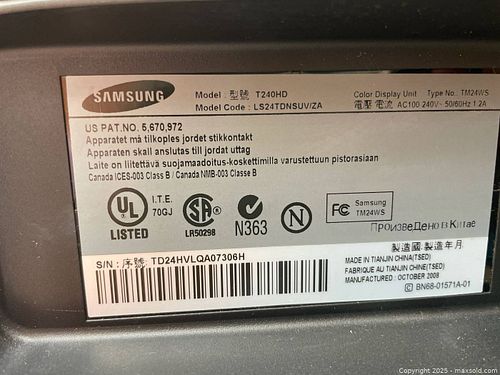 SAMSUNG
Model : 型號 T240HD
Model Code : LS24TDNSUV/ZA
Color Display Unit Type No.: TM24WS
電壓 電流 AC100 240V~ 50/60Hz 1.2A
US PAT.NO. 5,670,972
Apparatet må tilkoples jordet stikkontakt
Apparaten skall anslutas till jordat uttag
Laite on liitettävä suojamaadoitus-koskettimilla varustettuun pistorasiaan
Canada ICES-003 Class B / Canada NMB-003 Classe B
UL
LISTED
I.T.E.
70GJ
SA
LR50298
N363
N
FC Samsung
TM24WS
Произведено в Китае
S/N : 序號: TD24HVLQA07306H
製造國.製造年月
MADE IN TIANJIN CHINA(TSED)
FABRIQUE AU TIANJIN CHINE(TSED)
MANUFACTURED : OCTOBER 2008
© BN68-01571A-01
Copyright 2025 - maxsold.com